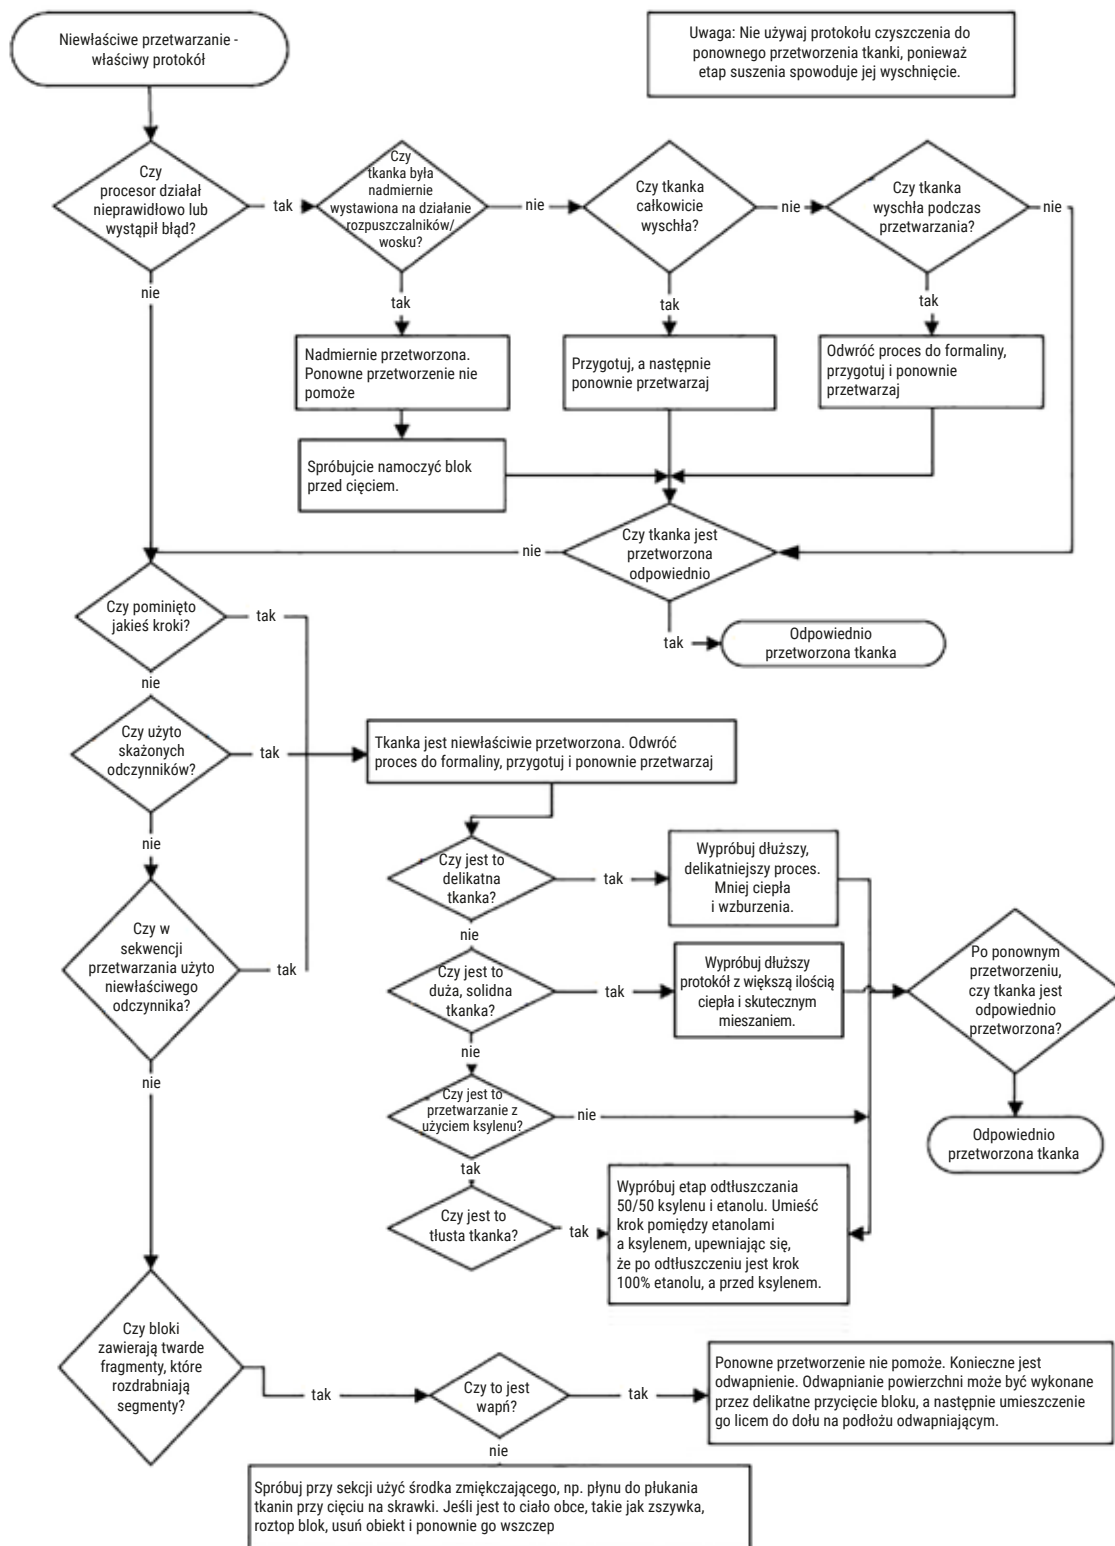 Niewłaściwe przetwarzanie -
właściwy protokół
Uwaga: Nie używaj protokołu czyszczenia do
ponownego przetworzenia tkanki, ponieważ
etap suszenia spowoduje jej wyschnięcie.
Czy
procesor działał
nieprawidłowo lub
wystąpił błąd?
tak
Czy
tkanka była
nadmiernie
wystawiona na działanie
rozpuszczalników/
wosku?
nie
Czy tkanka
całkowicie
wyschła?
nie
Czy tkanka
wyschła podczas
przetwarzania?
nie
nie
tak
tak
tak
Nadmiernie przetworzona.
Ponowne przetworzenie nie
pomoże
Przygotuj, a następnie
ponownie przetwarzaj
Odwróć proces do formaliny,
przygotuj i ponownie
przetwarzaj
Spróbujcie namoczyć blok
przed cięciem.
Czy tkanka jest
przetworzona
odpowiednio
nie
tak
Odpowiednio
przetworzona tkanka
Czy pominięto
jakieś kroki?
tak
nie
Czy użyto
skażonych
odczynników?
tak
Tkanka jest niewłaściwie przetworzona. Odwróć
proces do formaliny, przygotuj i ponownie przetwarzaj
nie
Czy w
sekwencji
przetwarzania użyto
niewłaściwego
odczynnika?
tak
nie
Czy jest to
delikatna
tkanka?
tak
Wypróbuj dłuższy,
delikatniejszy proces.
Mniej ciepła
i wzburzenia.
nie
Czy jest to
duża, solidna
tkanka?
tak
Wypróbuj dłuższy
protokół z większą ilością
ciepła i skutecznym
mieszaniem.
Po ponownym
przetworzeniu,
czy tkanka jest
odpowiednio
przetworzona?
nie
Czy jest to
przetwarzanie z
użyciem ksylenu?
nie
Odpowiednio
przetworzona tkanka
tak
Czy jest to
tłusta tkanka?
tak
Wypróbuj etap odtłuszczania
50/50 ksylenu i etanolu. Umieść
krok pomiędzy etanolami
a ksylenem, upewniając się,
że po odtłuszczeniu jest krok
100% etanolu, a przed ksylenem.
Czy bloki
zawierają twarde
fragmenty, które
rozdrabniają
segmenty?
tak
Czy to jest
wapń?
tak
Ponowne przetworzenie nie pomoże. Konieczne jest
odwapnienie. Odwapnianie powierzchni może być wykonane
przez delikatne przycięcie bloku, a następnie umieszczenie
go licem do dołu na podłożu odwapniającym.
nie
Spróbuj przy sekcji użyć środka zmiękczającego, np. płynu do płukania
tkanin przy cięciu na skrawki. Jeśli jest to ciało obce, takie jak zszywka,
roztop blok, usuń obiekt i ponownie go wszczep